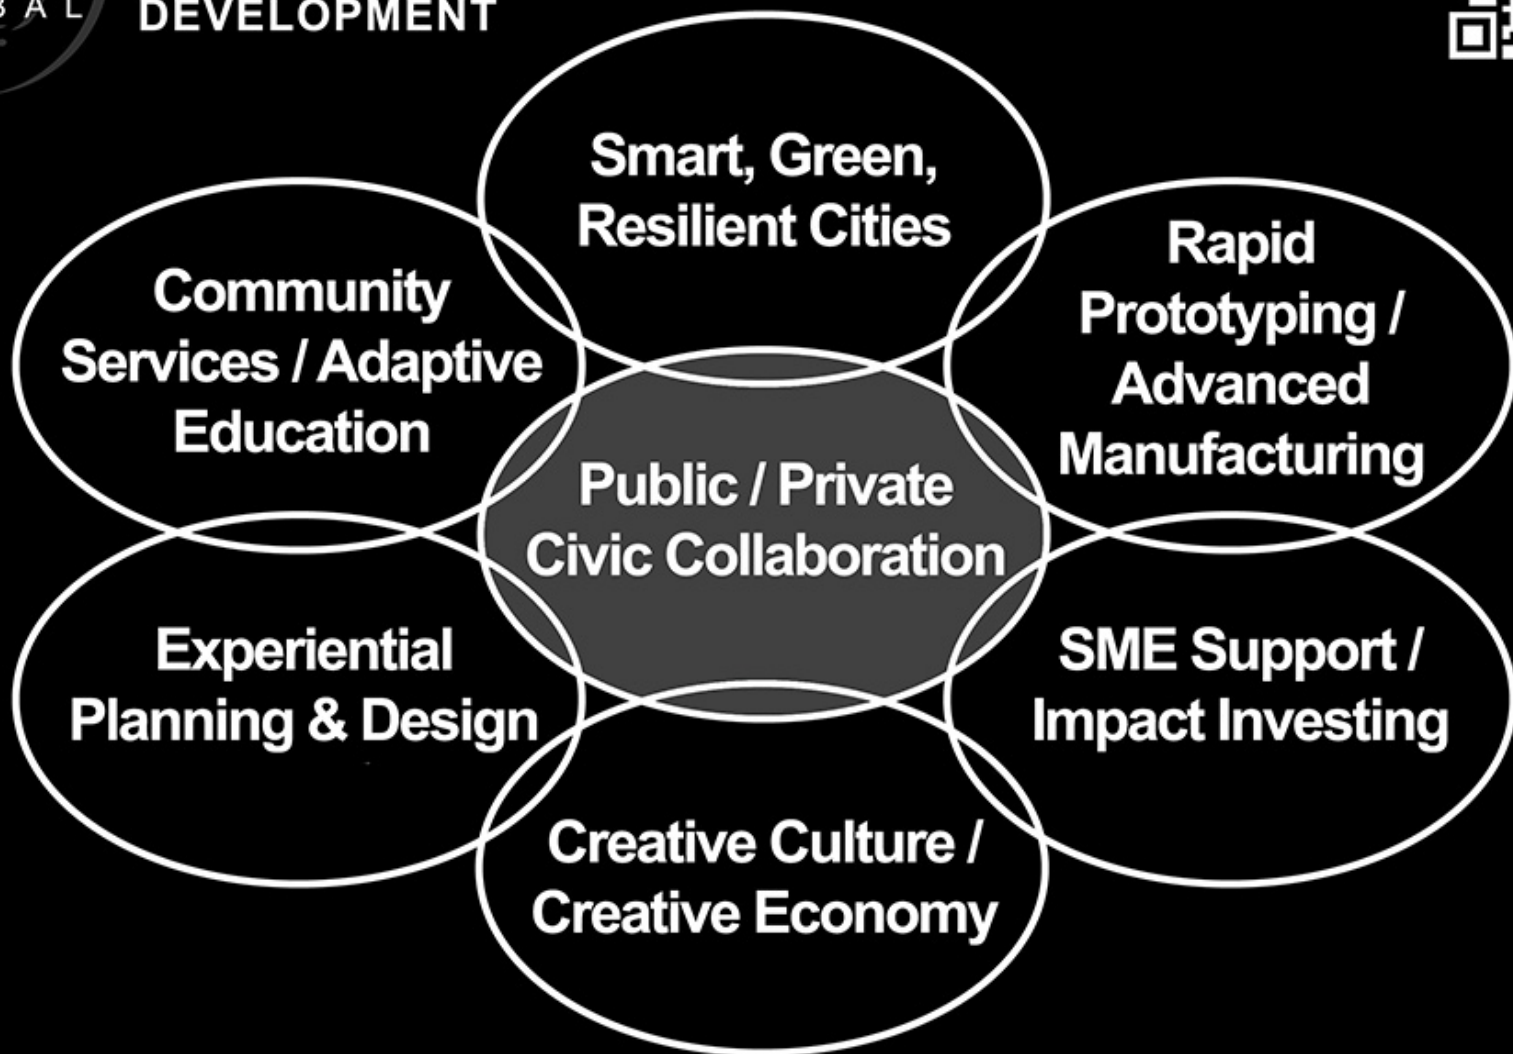 B A L
DEVELOPMENT
Smart, Green,
Resilient Cities
Community
Services / Adaptive
Education
Rapid
Prototyping /
Advanced
Manufacturing
Public / Private
Civic Collaboration
Experiential
Planning & Design
SME Support /
Impact Investing
Creative Culture /
Creative Economy